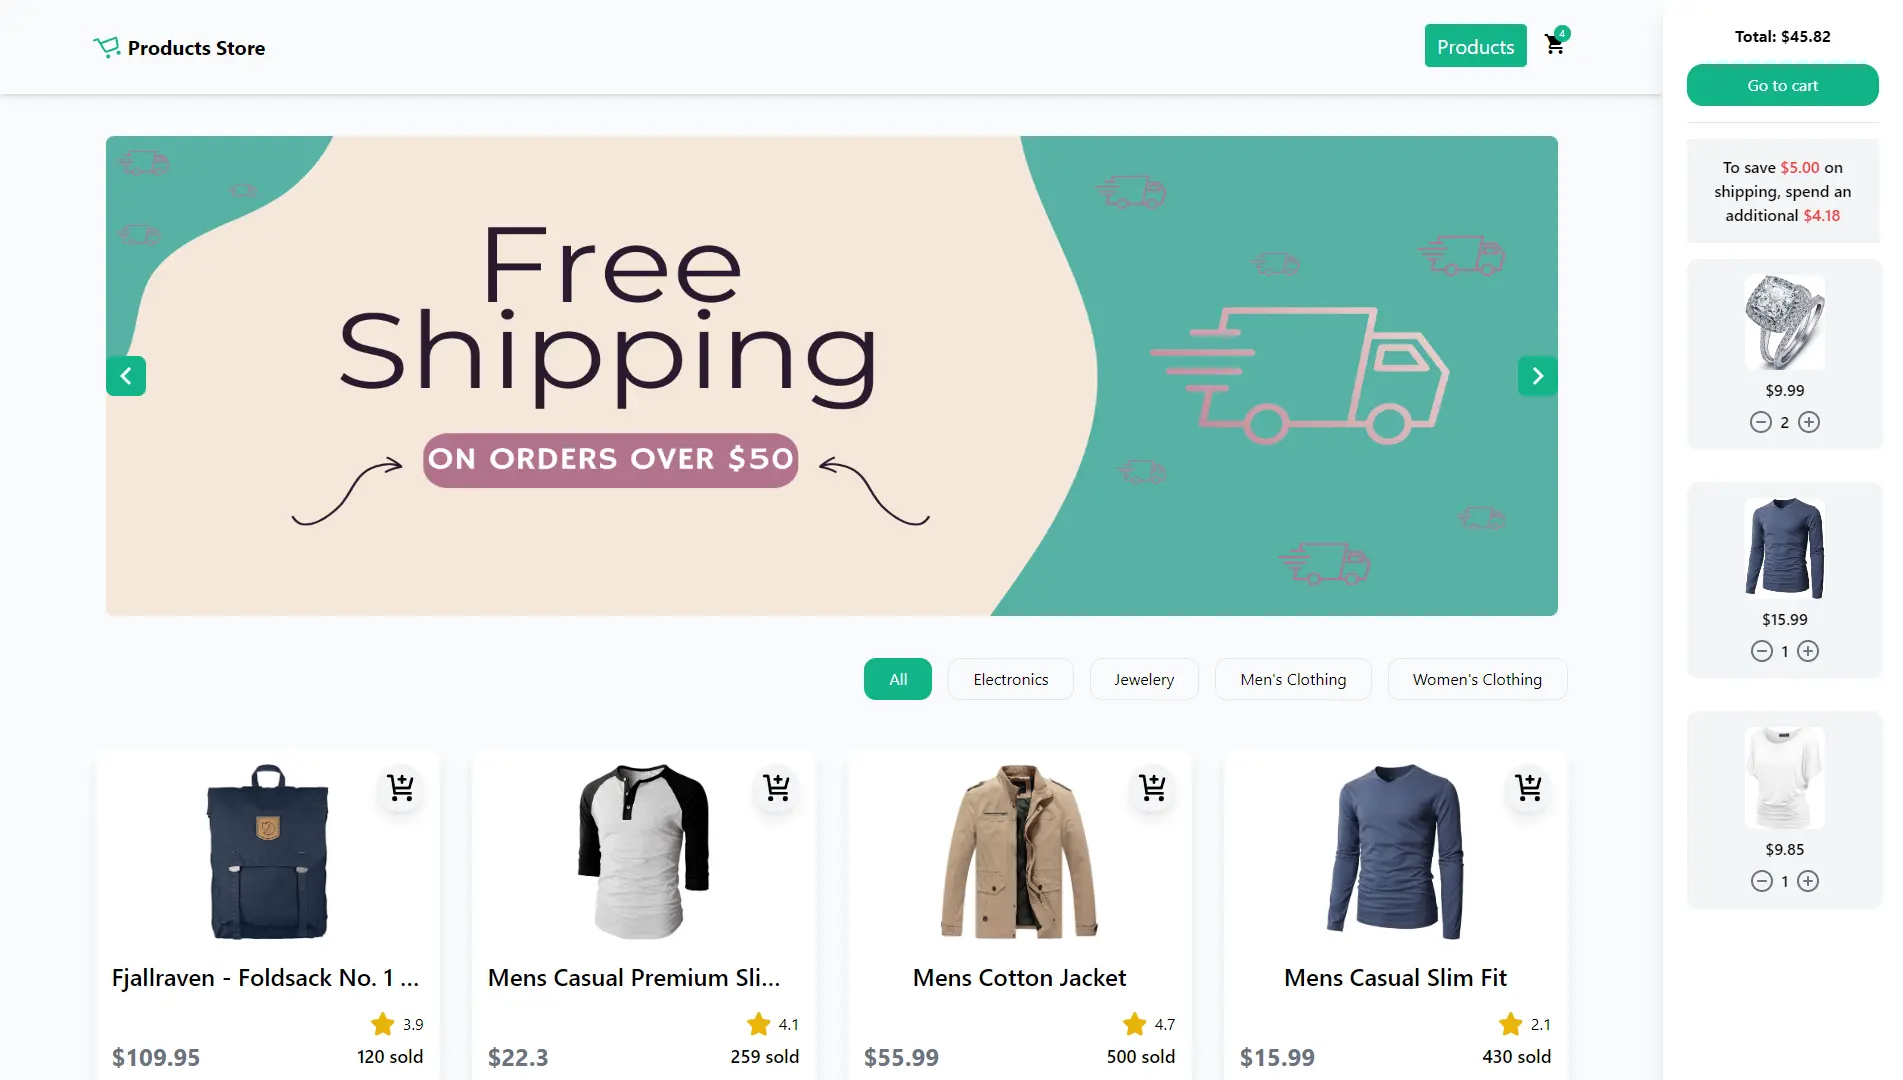 Products Store
Products
4
Free
Shipping
ON ORDERS OVER $50
All
Electronics
Jewelery
Men's Clothing
Women's Clothing
Fjallraven - Foldsack No. 1 ...
3.9
$109.95
120 sold
Mens Casual Premium Sli...
4.1
$22.3
259 sold
Mens Cotton Jacket
4.7
$55.99
500 sold
Mens Casual Slim Fit
2.1
$15.99
430 sold
Total: $45.82
Go to cart
To save $5.00 on
shipping, spend an
additional $4.18
$9.99
2
$15.99
1
$9.85
1